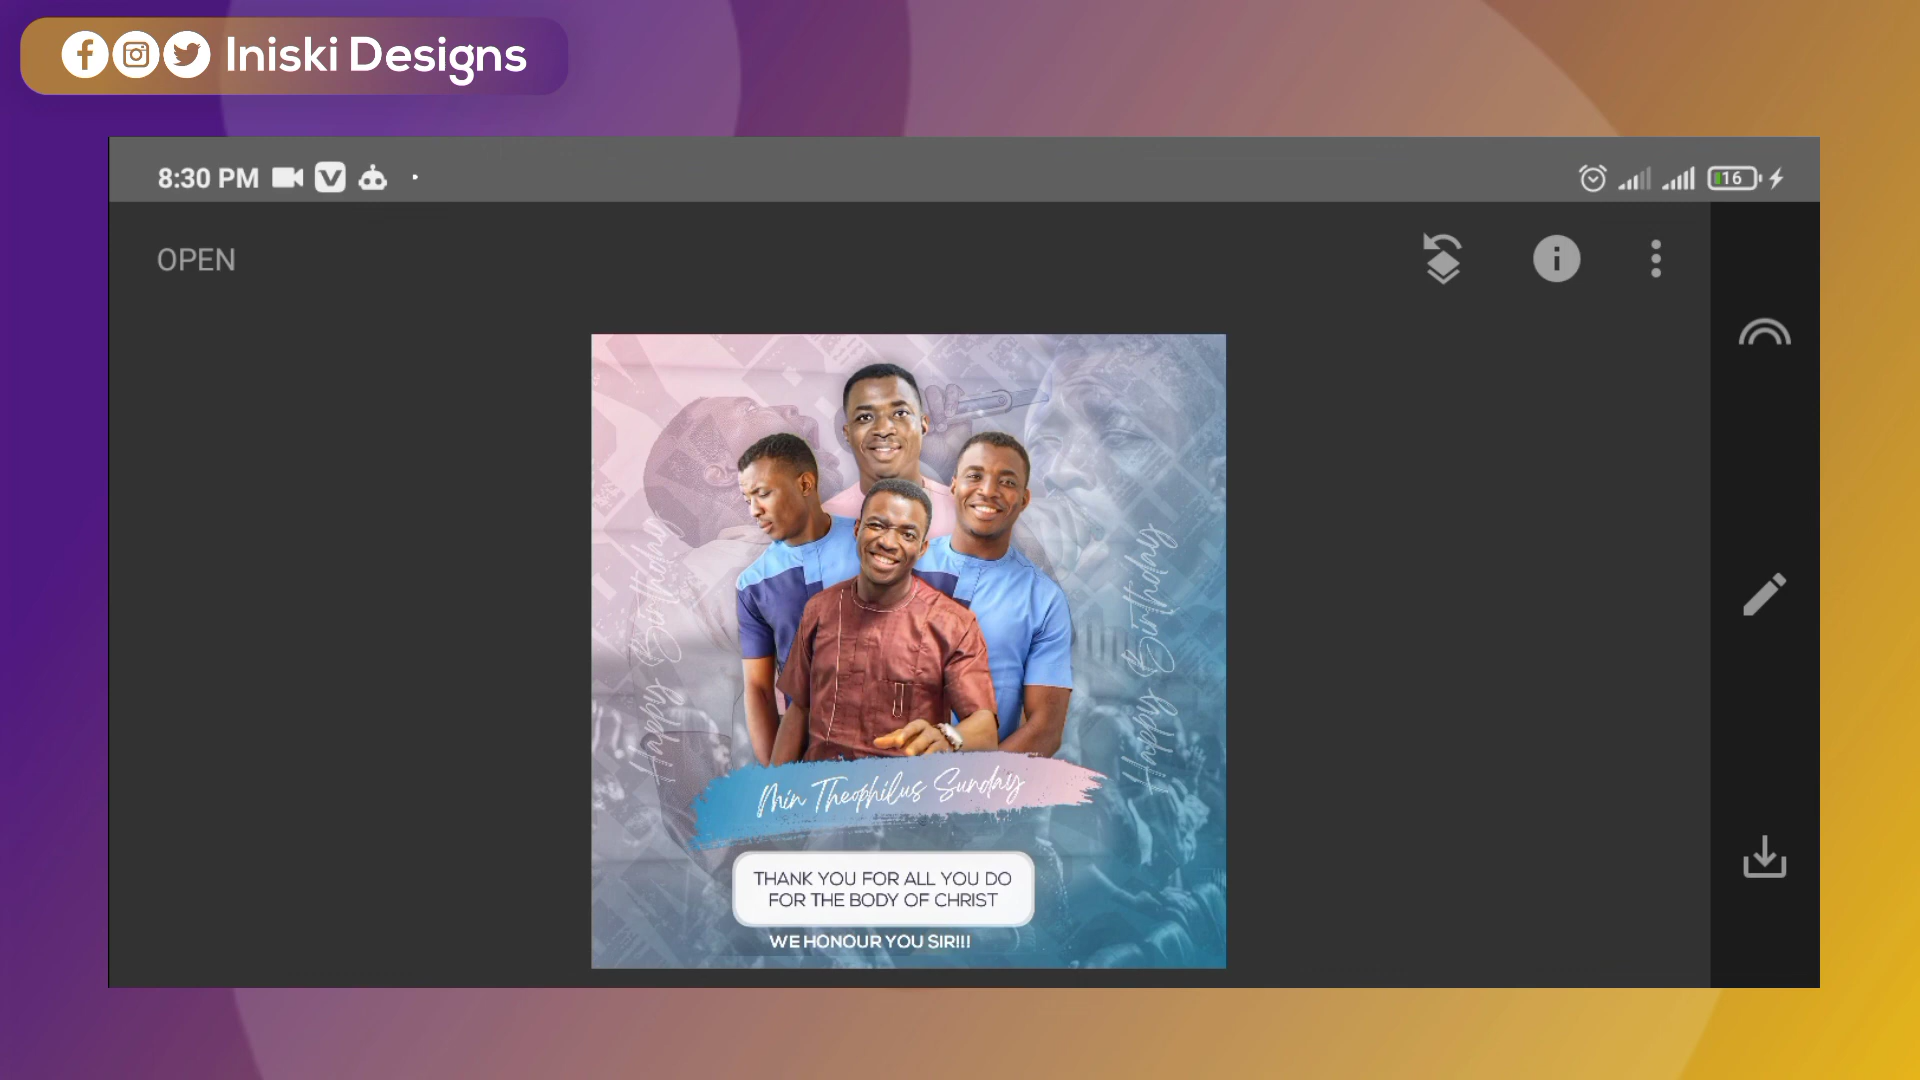 Iniski Designs
8:30 PM
16
OPEN
Happy Birthday
Happy Birthday
Min Theophilus Sunday
THANK YOU FOR ALL YOU DO
FOR THE BODY OF CHRIST
WE HONOUR YOU SIR!!!